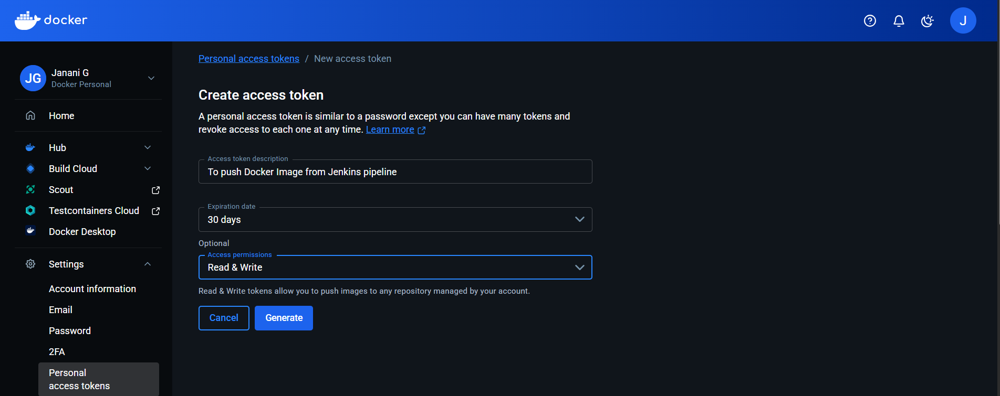 docker
J
JG
Janani G
Docker Personal
Home
Hub
Build Cloud
Scout
Testcontainers Cloud
Docker Desktop
Settings
Account information
Email
Password
2FA
Personal
access tokens
Personal access tokens / New access token
Create access token
A personal access token is similar to a password except you can have many tokens and
revoke access to each one at any time. Learn more
Access token description
To push Docker Image from Jenkins pipeline
Expiration date
30 days
Optional
Access permissions
Read & Write
Read & Write tokens allow you to push images to any repository managed by your account.
Cancel
Generate